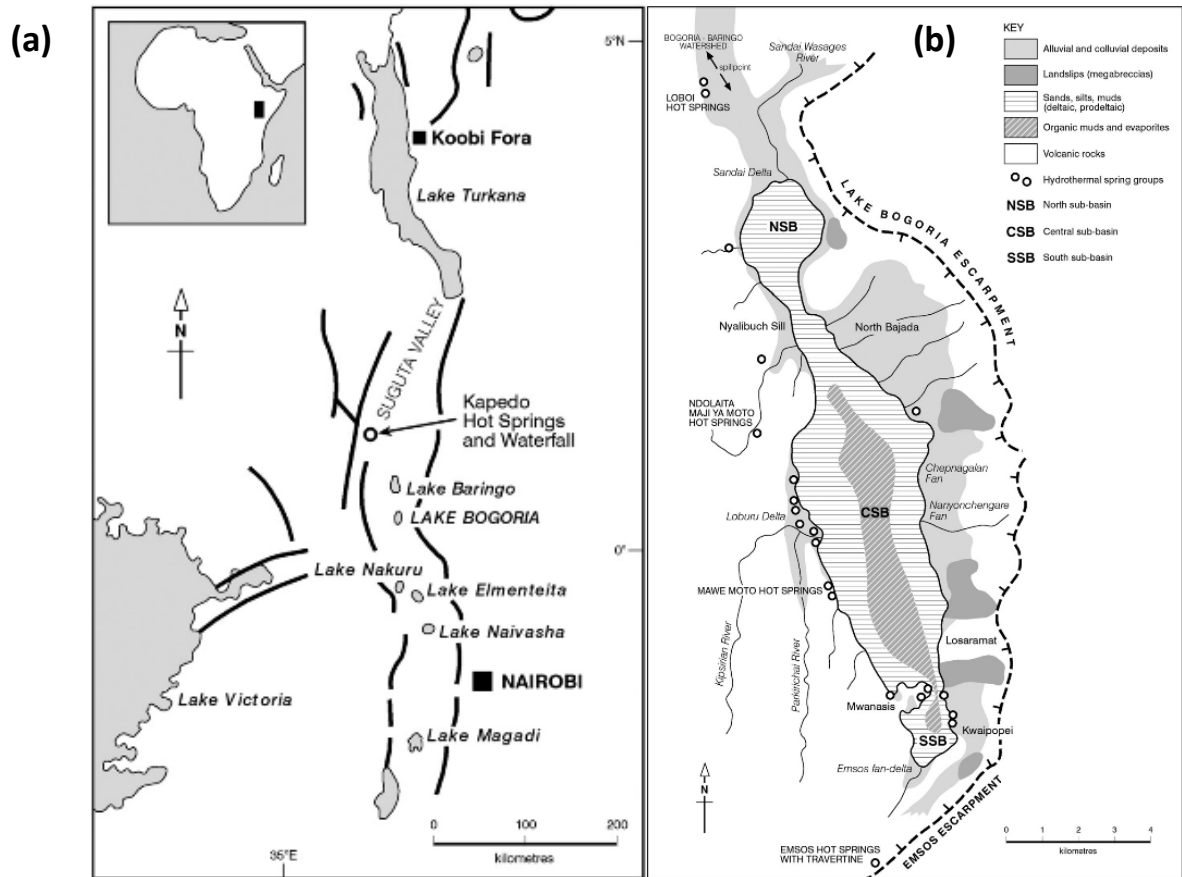 (a)
5°N
Koobi Fora
Lake Turkana
N
SUGUTA VALLEY
Kapedo
Hot Springs
and Waterfall
Lake Baringo
LAKE BOGORIA
0°
Lake Nakuru
Lake Elmenteita
Lake Naivasha
NAIROBI
Lake Victoria
Lake Magadi
0 100 200
kilometres
35°E
(b)
BOGORIA - BARINGO
WATERSHED
spillpoint
Sandai Wasages
River
LOBOI
HOT SPRINGS
Sandai Delta
NSB
LAKE BOGORIA ESCARPMENT
Nyalibuch Sill
North Bajada
NDOLAITA
MAJI YA MOTO
HOT SPRINGS
Chepnagalan
Fan
Nanyonchengare
Fan
CSB
Loburu Delta
MAWE MOTO HOT SPRINGS
Kipsirian River
Parkirichai River
Losaramat
Mwanasis
Kwaipopei
SSB
Emsos fan-delta
N
EMSOS HOT SPRINGS
WITH TRAVERTINE
EMSOS ESCARPMENT
KEY
Alluvial and colluvial deposits
Landslips (megabreccias)
Sands, silts, muds
(deltaic, prodeltaic)
Organic muds and evaporites
Volcanic rocks
Hydrothermal spring groups
NSB North sub-basin
CSB Central sub-basin
SSB South sub-basin
0 1 2 3 4
kilometres